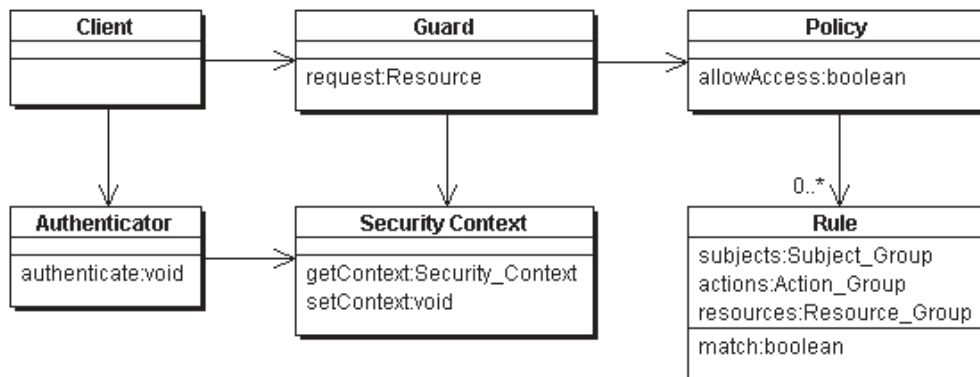 Client
Guard
request:Resource
Policy
allowAccess:boolean
0..*
Authenticator
authenticate:void
Security Context
getContext:Security_Context
setContext:void
Rule
subjects:Subject_Group
actions:Action_Group
resources:Resource_Group
match:boolean